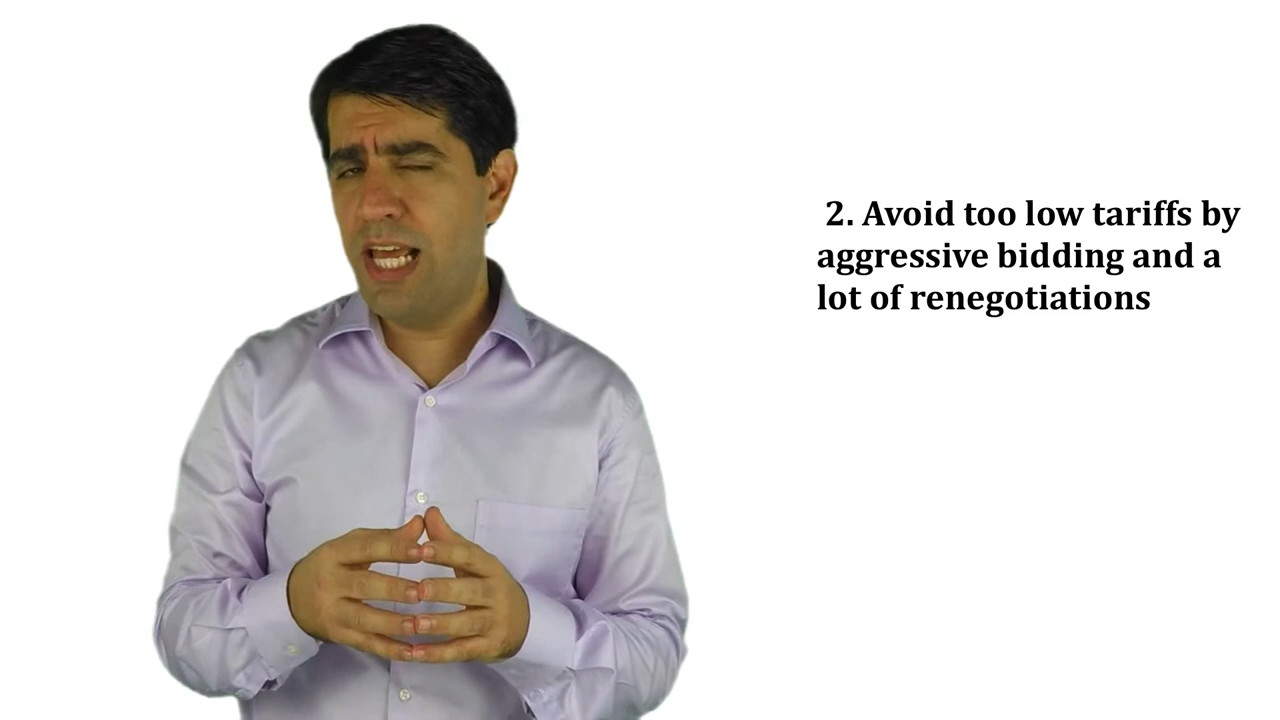 2. Avoid too low tariffs by
aggressive bidding and a
lot of renegotiations